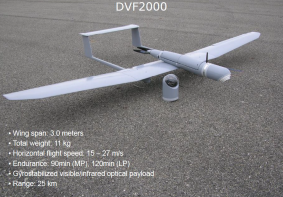 DVF2000
• Wing span: 3.0 meters
• Total weight: 11 kg
• Horizontal flight speed: 15 – 27 m/s
• Endurance: 90min (MP), 120min (LP)
• Gyrostabilized visible/infrared optical payload
• Range: 25 km